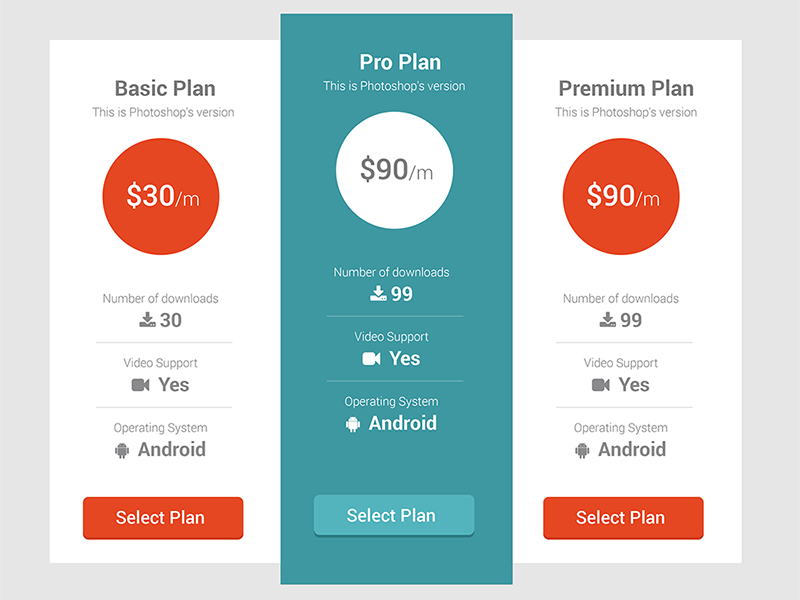 Basic Plan
This is Photoshop's version
$30/m
Number of downloads
30
Video Support
Yes
Operating System
Android
Select Plan
Pro Plan
This is Photoshop's version
$90/m
Number of downloads
99
Video Support
Yes
Operating System
Android
Select Plan
Premium Plan
This is Photoshop's version
$90/m
Number of downloads
99
Video Support
Yes
Operating System
Android
Select Plan